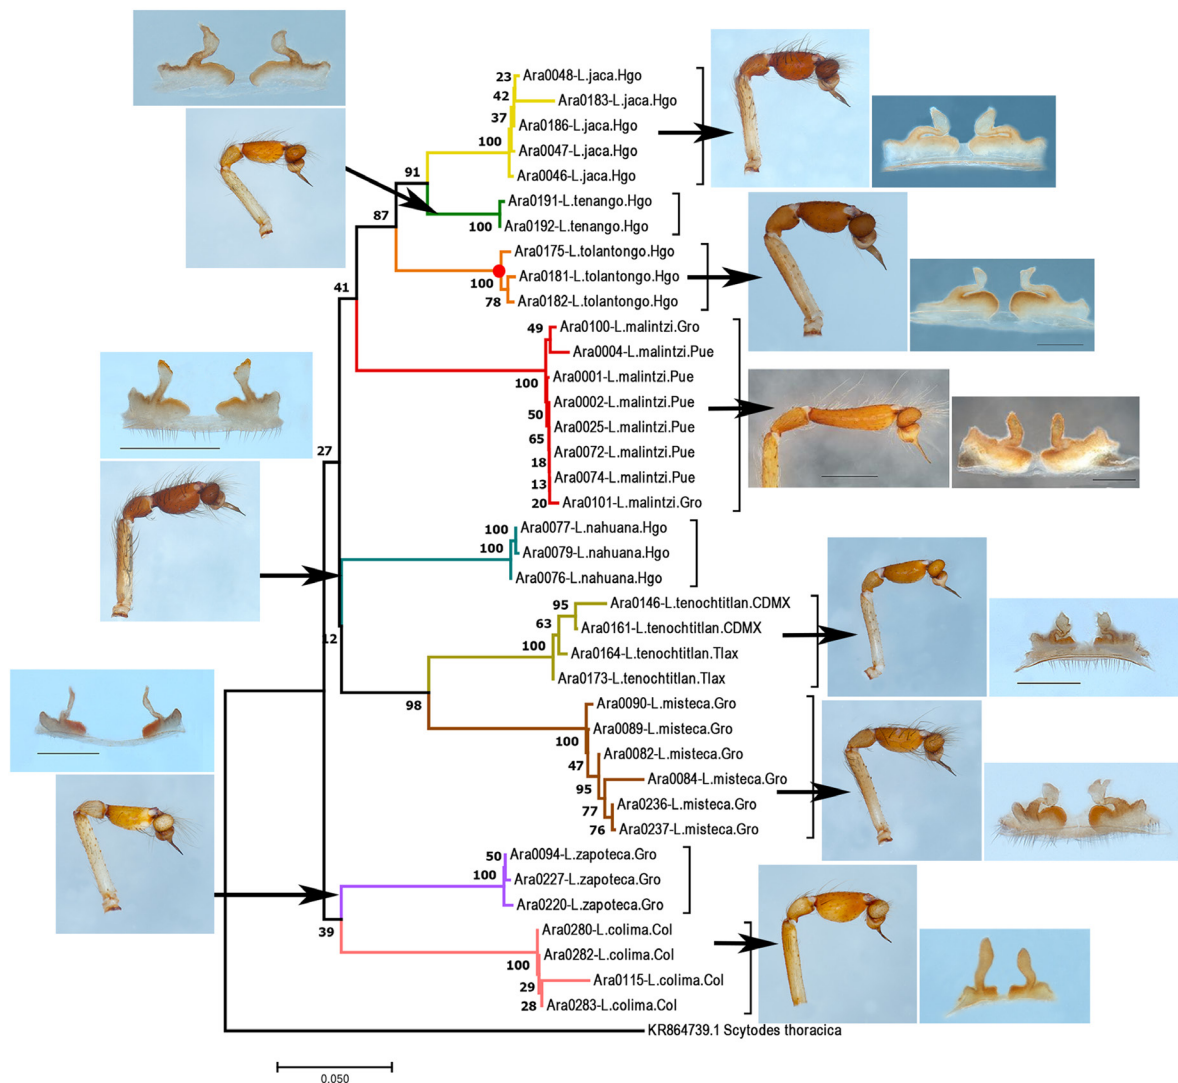 23
Ara0048-L.jaca.Hgo
42
Ara0183-L.jaca.Hgo
37
Ara0186-L.jaca.Hgo
100
Ara0047-L.jaca.Hgo
Ara0046-L.jaca.Hgo
91
Ara0191-L.tenango.Hgo
87
100
Ara0192-L.tenango.Hgo
Ara0175-L.tolantongo.Hgo
100
Ara0181-L.tolantongo.Hgo
41
78
Ara0182-L.tolantongo.Hgo
49
Ara0100-L.malintzi.Gro
Ara0004-L.malintzi.Pue
100
Ara0001-L.malintzi.Pue
Ara0002-L.malintzi.Pue
50
Ara0025-L.malintzi.Pue
65
Ara0072-L.malintzi.Pue
27
18
Ara0074-L.malintzi.Pue
13
20
Ara0101-L.malintzi.Gro
100
Ara0077-L.nahuana.Hgo
100
Ara0079-L.nahuana.Hgo
Ara0076-L.nahuana.Hgo
95
Ara0146-L.tenochtitlan.CDMX
63
Ara0161-L.tenochtitlan.CDMX
12
100
Ara0164-L.tenochtitlan.Tlax
Ara0173-L.tenochtitlan.Tlax
98
Ara0090-L.misteca.Gro
Ara0089-L.misteca.Gro
100
Ara0082-L.misteca.Gro
47
Ara0084-L.misteca.Gro
95
Ara0236-L.misteca.Gro
77
76
Ara0237-L.misteca.Gro
50
Ara0094-L.zapoteca.Gro
100
Ara0227-L.zapoteca.Gro
Ara0220-L.zapoteca.Gro
39
Ara0280-L.colima.Col
Ara0282-L.colima.Col
100
Ara0115-L.colima.Col
29
28
Ara0283-L.colima.Col
KR864739.1 Scytodes thoracica
0.050